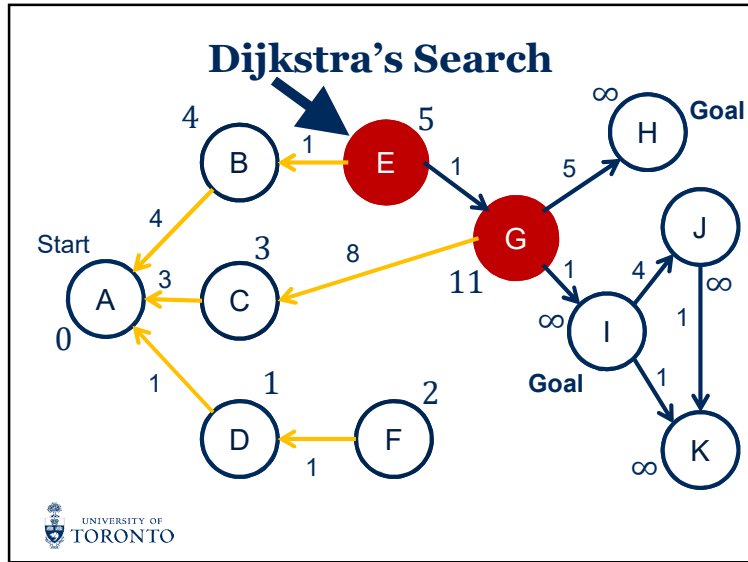 Dijkstra’s Search
∞
Goal
H
4
B
1
E
5
1
5
G
J
4
Start
3
8
11
1
4
∞
A
3
C
∞
I
1
0
Goal
1
1
1
2
D
F
K
1
∞
UNIVERSITY OF
TORONTO